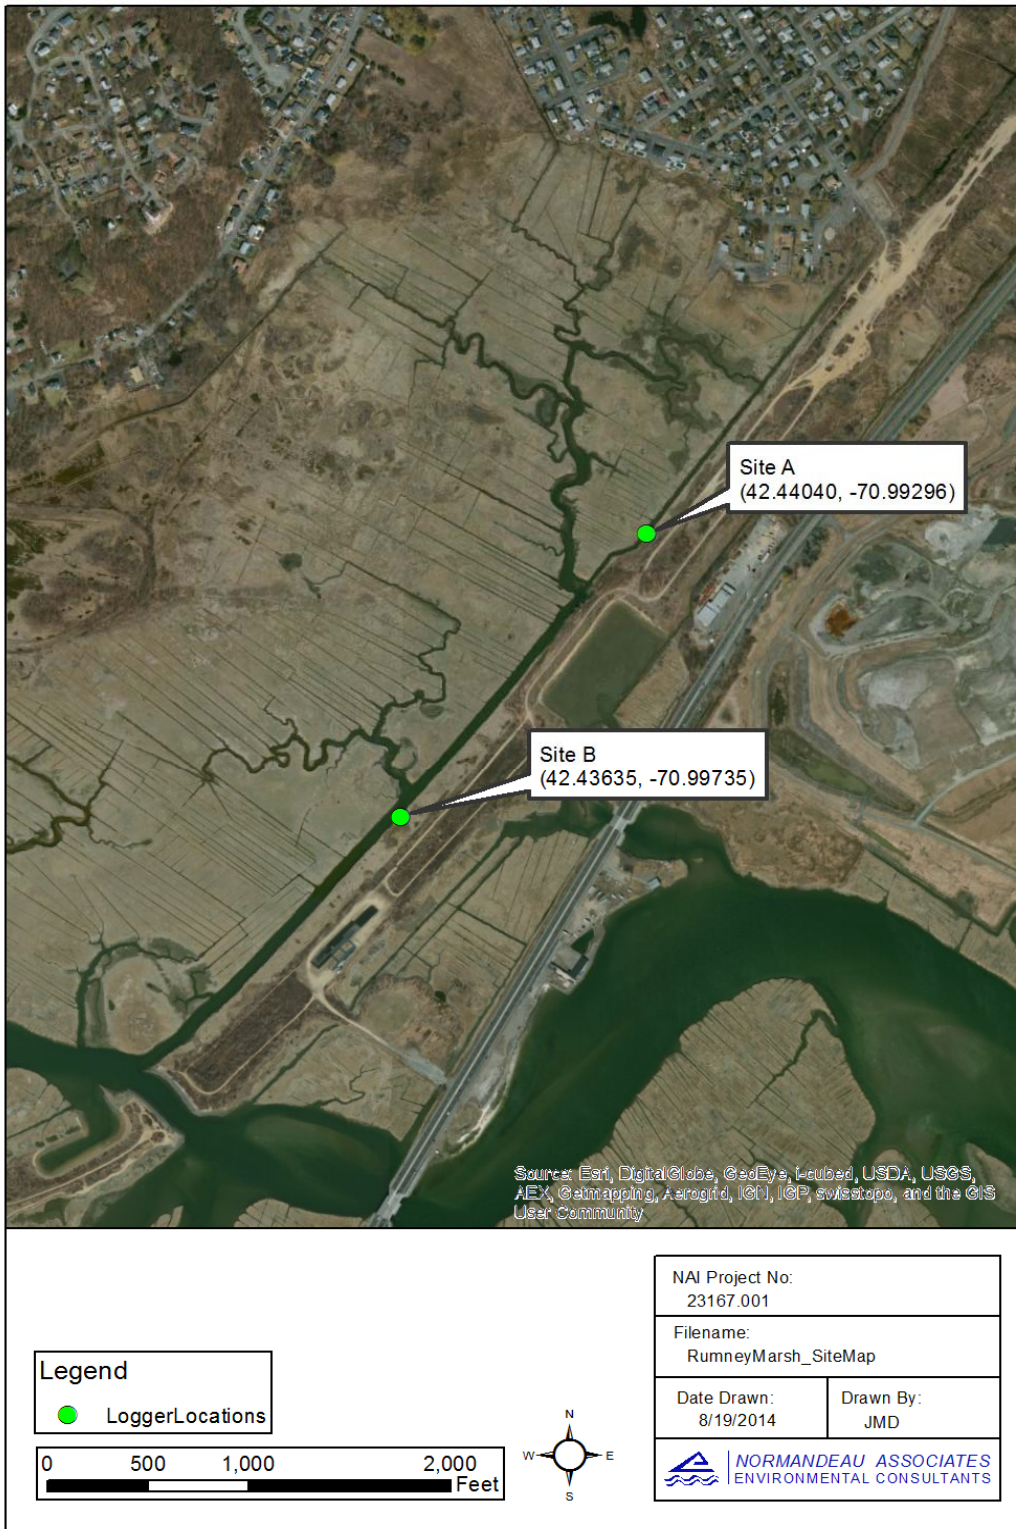 Site A
(42.44040, -70.99296)
Site B
(42.43635, -70.99735)
Source: Esri, DigitalGlobe, GeoEye, i-cubed, USDA, USGS,
AEX, Getmapping, Aerogrid, IGN, IGP, swisstopo, and the GIS
User Community
Legend
LoggerLocations
0 500 1,000 2,000
Feet
N
W E
S
NAI Project No:
23167.001
Filename:
RumneyMarsh_SiteMap
Date Drawn:
8/19/2014
Drawn By:
JMD
NORMANDEAU ASSOCIATES
ENVIRONMENTAL CONSULTANTS